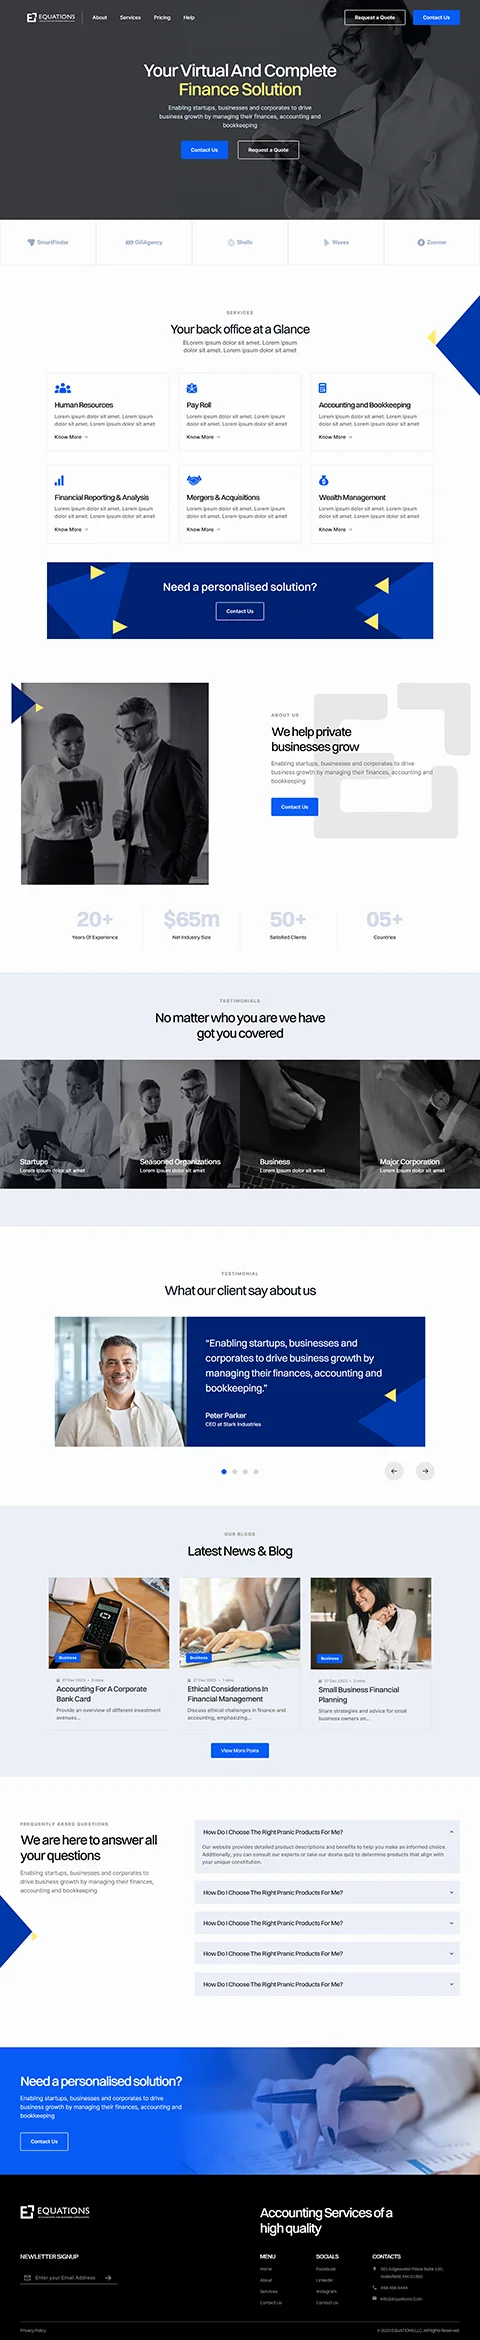 EQUATIONS
About
Services
Pricing
Help
Request a Quote
Contact Us
Your Virtual And Complete
Finance Solution
Enabling startups, businesses and corporates to drive
business growth by managing their finances, accounting and
bookkeeping
Contact Us
Request a Quote
SmartFinder
GiliAgency
Shells
Waves
Zoomer
SERVICES
Your back office at a Glance
ELorem ipsum dolor sit amet. Lorem ipsum
dolor sit amet. Lorem ipsum dolor sit amet
Human Resources
Lorem ipsum dolor sit amet. Lorem ipsum
dolor sit amet. Lorem ipsum dolor sit amet
Know More →
Pay Roll
Lorem ipsum dolor sit amet. Lorem ipsum
dolor sit amet. Lorem ipsum dolor sit amet
Know More →
Accounting and Bookkeeping
Lorem ipsum dolor sit amet. Lorem ipsum
dolor sit amet. Lorem ipsum dolor sit amet
Know More →
Financial Reporting & Analysis
Lorem ipsum dolor sit amet. Lorem ipsum
dolor sit amet. Lorem ipsum dolor sit amet
Know More →
Mergers & Acquisitions
Lorem ipsum dolor sit amet. Lorem ipsum
dolor sit amet. Lorem ipsum dolor sit amet
Know More →
Wealth Management
Lorem ipsum dolor sit amet. Lorem ipsum
dolor sit amet. Lorem ipsum dolor sit amet
Know More →
Need a personalised solution?
Contact Us
ABOUT US
We help private
businesses grow
Enabling startups, businesses and corporates to drive
business growth by managing their finances, accounting and
bookkeeping
Contact Us
20+
Years Of Experience
$65m
Net Industry Size
50+
Satisfied Clients
05+
Countries
TESTIMONIALS
No matter who you are we have
got you covered
Startups
Lorem ipsum dolor sit amet
Seasoned Organizations
Lorem ipsum dolor sit amet
Business
Lorem ipsum dolor sit amet
Major Corporation
Lorem ipsum dolor sit amet
TESTIMONIAL
What our client say about us
“Enabling startups, businesses and
corporates to drive business growth by
managing their finances, accounting and
bookkeeping.”
Peter Parker
CEO at Stark Industries
OUR BLOGS
Latest News & Blog
Business
27 Dec 2023 • 5 mins
Accounting For A Corporate
Bank Card
Provide an overview of different investment
avenues...
Business
27 Dec 2023
Ethical Considerations In
Financial Management
Discuss ethical challenges in finance and
accounting, emphasizing...
Business
27 Dec 2023
Small Business Financial
Planning
Share strategies and advice for small
business owners on...
View More Posts
FREQUENTLY ASKED QUESTIONS
We are here to answer all
your questions
Enabling startups, businesses and corporates to
drive business growth by managing their finances,
accounting and bookkeeping
How Do I Choose The Right Pranic Products For Me?
Our website provides detailed product descriptions and benefits to help you make an informed choice.
Additionally, you can consult our experts or take our dosha quiz to determine products that align with
your unique constitution.
How Do I Choose The Right Pranic Products For Me?
How Do I Choose The Right Pranic Products For Me?
How Do I Choose The Right Pranic Products For Me?
How Do I Choose The Right Pranic Products For Me?
Need a personalised solution?
Enabling startups, businesses and corporates to drive
business growth by managing their finances, accounting and
bookkeeping
Contact Us
EQUATIONS
Accounting Services of a
high quality
NEWLETTER SIGNUP
Enter your Email Address
MENU
Home
About
Services
Contact Us
SOCIALS
Facebook
Linkedin
Instagram
Contact Us
CONTACTS
301 Edgewater Place Suite 100,
Wakefield, MA 01880
Info@Equations.Com
Privacy Policy
© 2023 EQUATIONS LLC. All Rights Reserved.